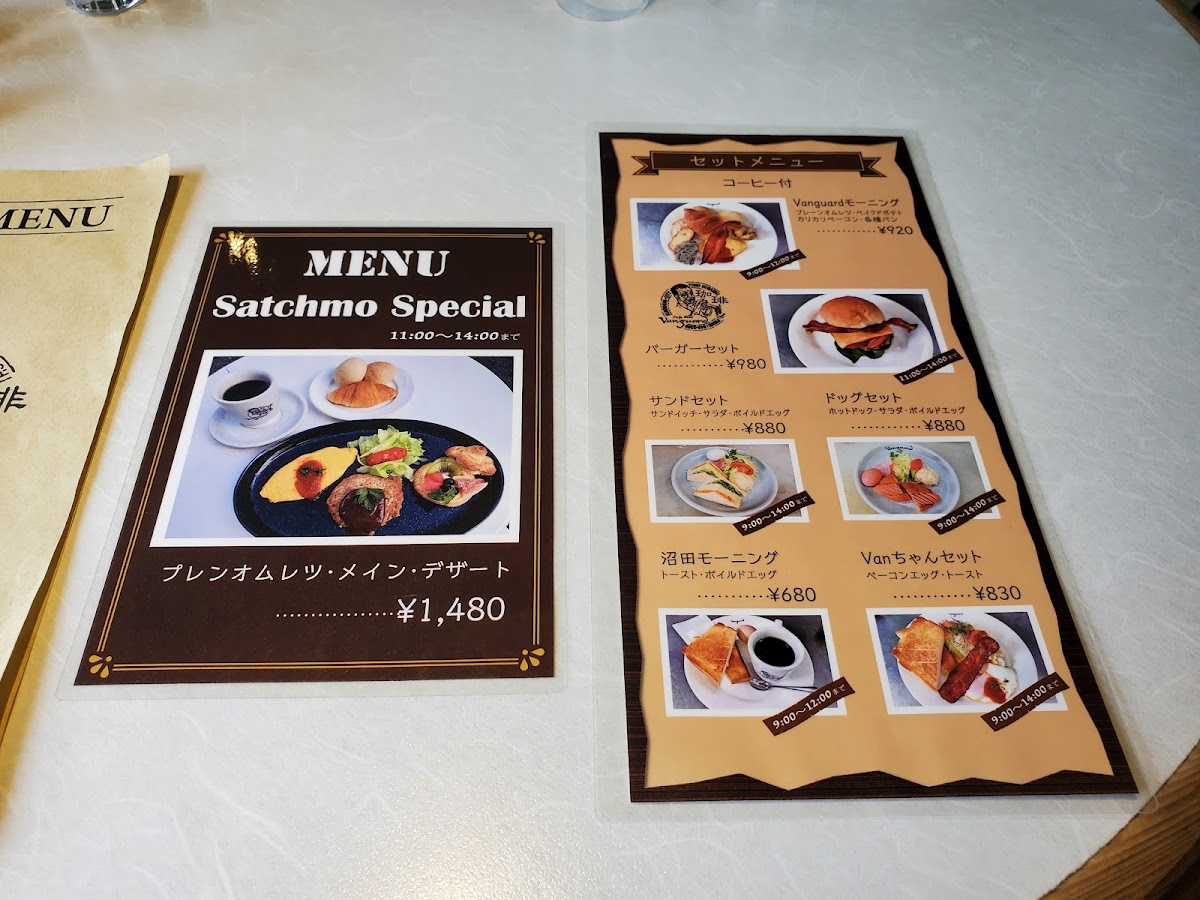 MENU
MENU
Satchmo Special
11:00～14:00まで
プレンオムレツ・メイン・デザート
.................¥1,480
セットメニュー
コーヒー付
Vanguardモーニング
プレーンオムレツ・ベイクドポテト
カリカリベーコン・各種パン
............¥920
9:00～12:00まで
珈琲
Vanguard
バーガーセット
............¥980
11:00～14:00まで
サンドセット
サンドイッチ・サラダ・ボイルドエッグ
............¥880
9:00～14:00まで
ドッグセット
ホットドック・サラダ・ボイルドエッグ
............¥880
9:00～14:00まで
沼田モーニング
トースト・ボイルドエッグ
...........¥680
9:00～12:00まで
Vanちゃんセット
ベーコンエッグ・トースト
............¥830
9:00～14:00まで